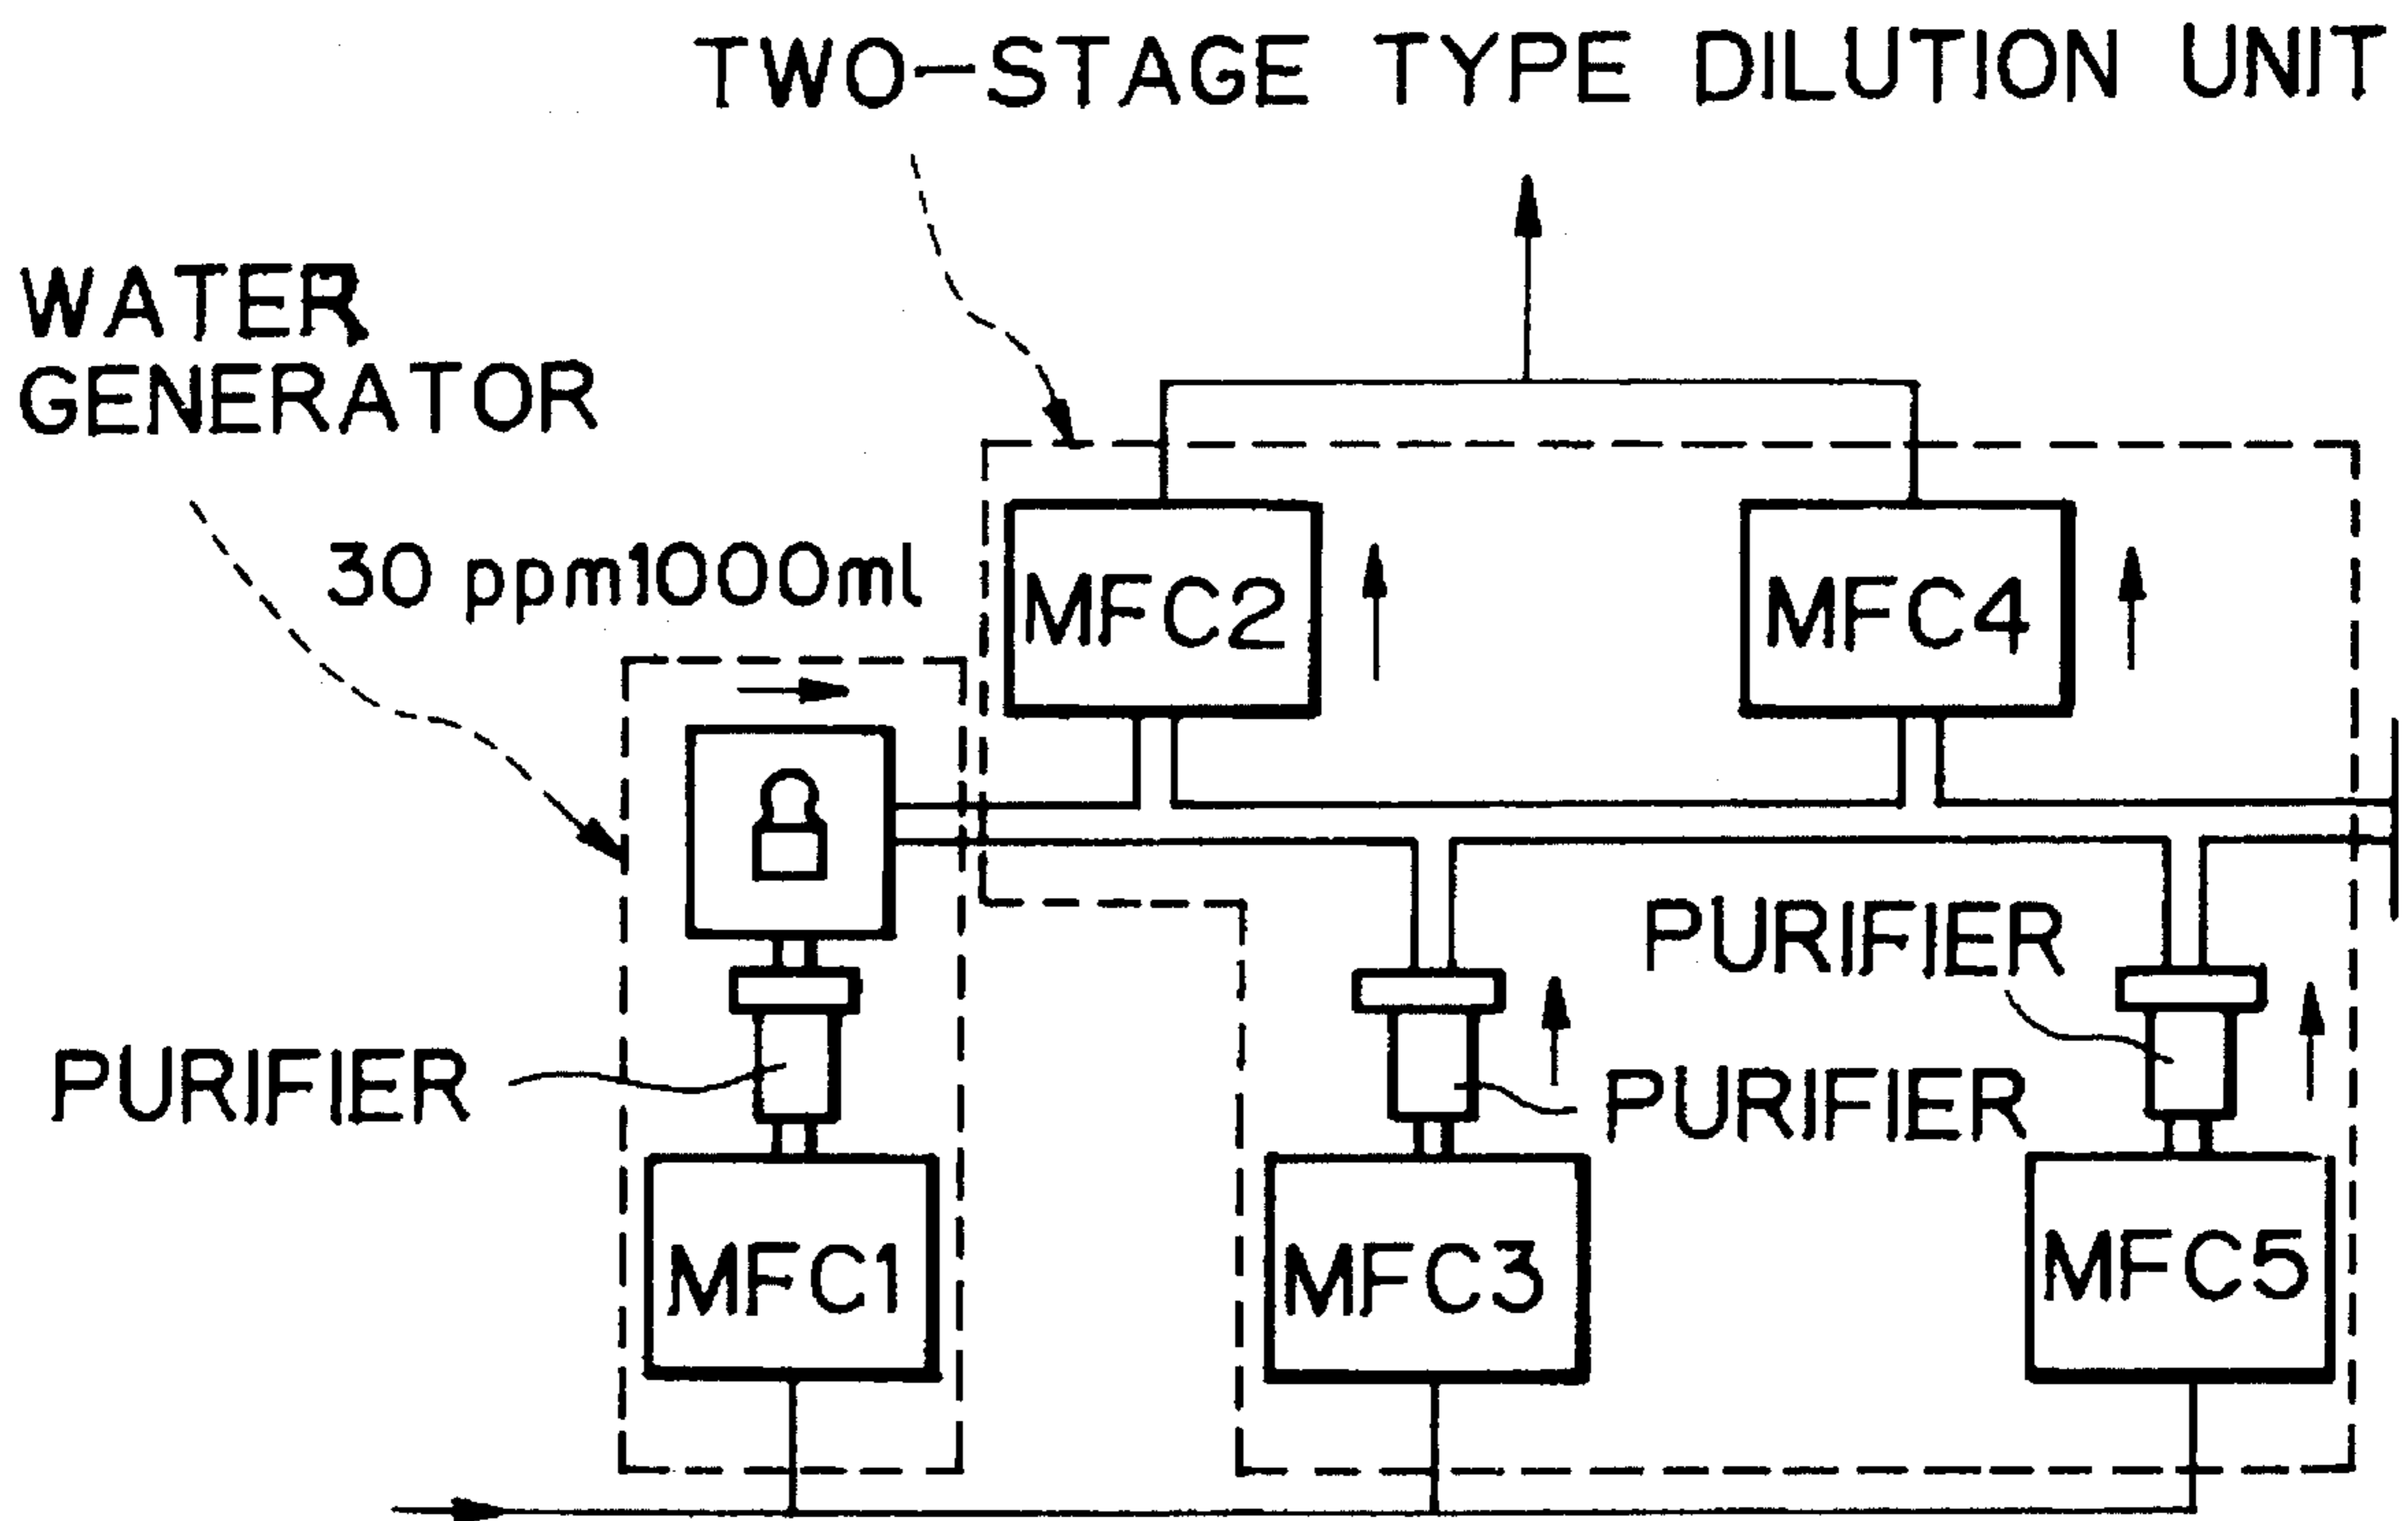 TWO-STAGE TYPE DILUTION UNIT
WATER
GENERATOR
30 ppm1000ml
MFC2
MFC4
PURIFIER
PURIFIER
PURIFIER
MFC1
MFC3
MFC5